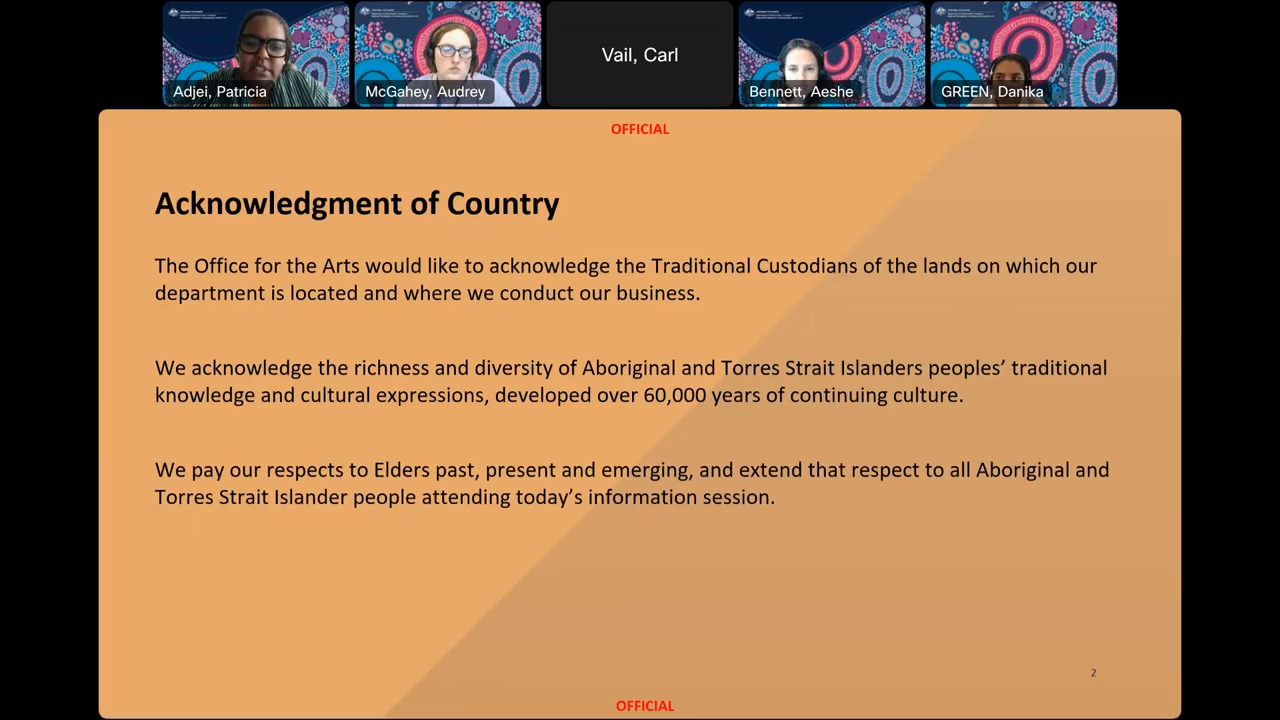 Adjei, Patricia
McGahey, Audrey
Vail, Carl
Bennett, Aeshe
GREEN, Danika
OFFICIAL
Acknowledgment of Country
The Office for the Arts would like to acknowledge the Traditional Custodians of the lands on which our
department is located and where we conduct our business.
We acknowledge the richness and diversity of Aboriginal and Torres Strait Islanders peoples’ traditional
knowledge and cultural expressions, developed over 60,000 years of continuing culture.
We pay our respects to Elders past, present and emerging, and extend that respect to all Aboriginal and
Torres Strait Islander people attending today’s information session.
2
OFFICIAL